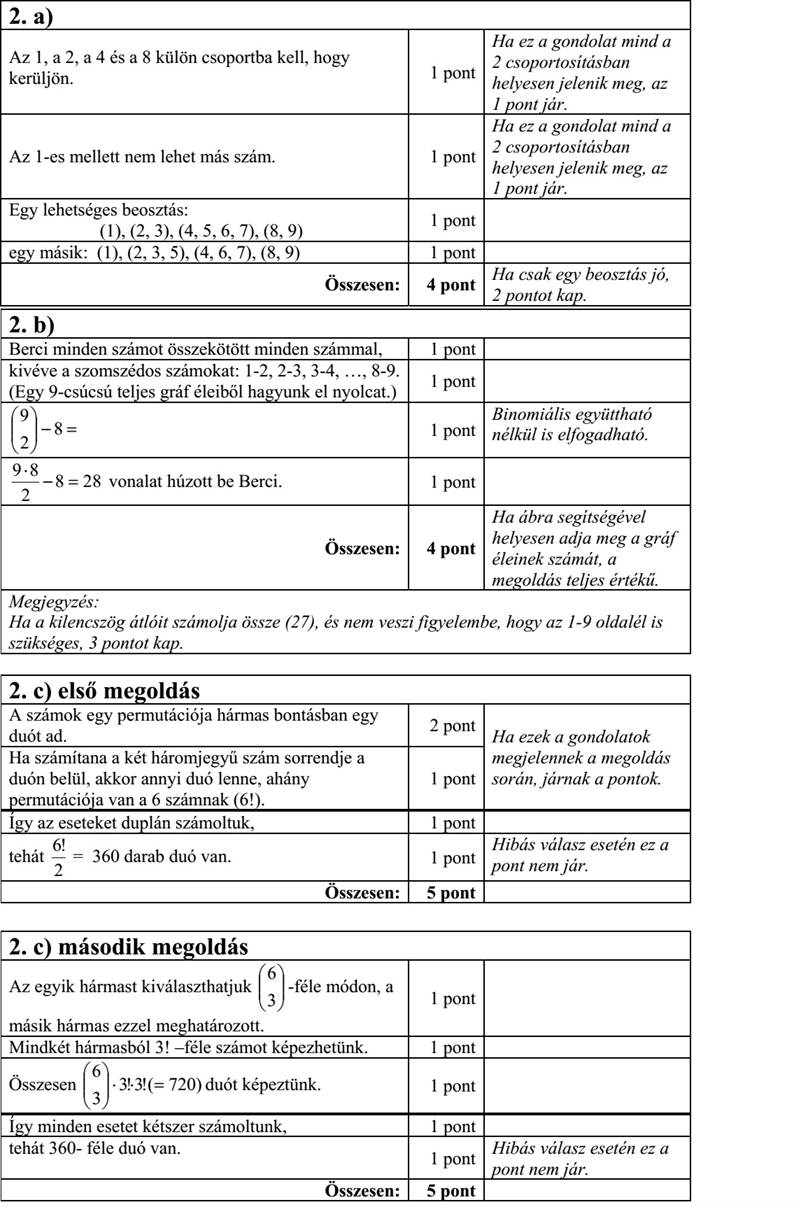 2. a)
Az 1, a 2, a 4 és a 8 külön csoportba kell, hogy
kerüljön.
1 pont
Ha ez a gondolat mind a
2 csoportosításban
helyesen jelenik meg, az
1 pont jár.
Az 1-es mellett nem lehet más szám.
1 pont
Ha ez a gondolat mind a
2 csoportosításban
helyesen jelenik meg, az
1 pont jár.
Egy lehetséges beosztás:
(1), (2, 3), (4, 5, 6, 7), (8, 9)
1 pont
egy másik: (1), (2, 3, 5), (4, 6, 7), (8, 9)
1 pont
Összesen:
4 pont
Ha csak egy beosztás jó,
2 pontot kap.
2. b)
Berci minden számot összekötött minden számmal,
1 pont
kivéve a szomszédos számokat: 1-2, 2-3, 3-4, …, 8-9.
(Egy 9-csúcsú teljes gráf éleiből hagyunk el nyolcat.)
1 pont
(9 2) − 8 =
1 pont
Binomiális együttható
nélkül is elfogadható.
9·8/2 − 8 = 28 vonalat húzott be Berci.
1 pont
Összesen:
4 pont
Ha ábra segítségével
helyesen adja meg a gráf
éleinek számát, a
megoldás teljes értékű.
Megjegyzés:
Ha a kilencszög átlóit számolja össze (27), és nem veszi figyelembe, hogy az 1-9 oldalél is
szükséges, 3 pontot kap.
2. c) első megoldás
A számok egy permutációja hármas bontásban egy
duót ad.
2 pont
Ha ezek a gondolatok
megjelennek a megoldás
során, járnak a pontok.
Ha számítana a két háromjegyű szám sorrendje a
duón belül, akkor annyi duó lenne, ahány
permutációja van a 6 számnak (6!).
1 pont
Így az eseteket duplán számoltuk,
1 pont
tehát 6!/2 = 360 darab duó van.
1 pont
Hibás válasz esetén ez a
pont nem jár.
Összesen:
5 pont
2. c) második megoldás
Az egyik hármast kiválaszthatjuk (6 3)-féle módon, a
másik hármas ezzel meghatározott.
1 pont
Mindkét hármasból 3! –féle számot képezhetünk.
1 pont
Összesen (6 3)·3!·3!(= 720) duót képeztünk.
1 pont
Így minden esetet kétszer számoltunk,
1 pont
tehát 360- féle duó van.
1 pont
Hibás válasz esetén ez a
pont nem jár.
Összesen:
5 pont